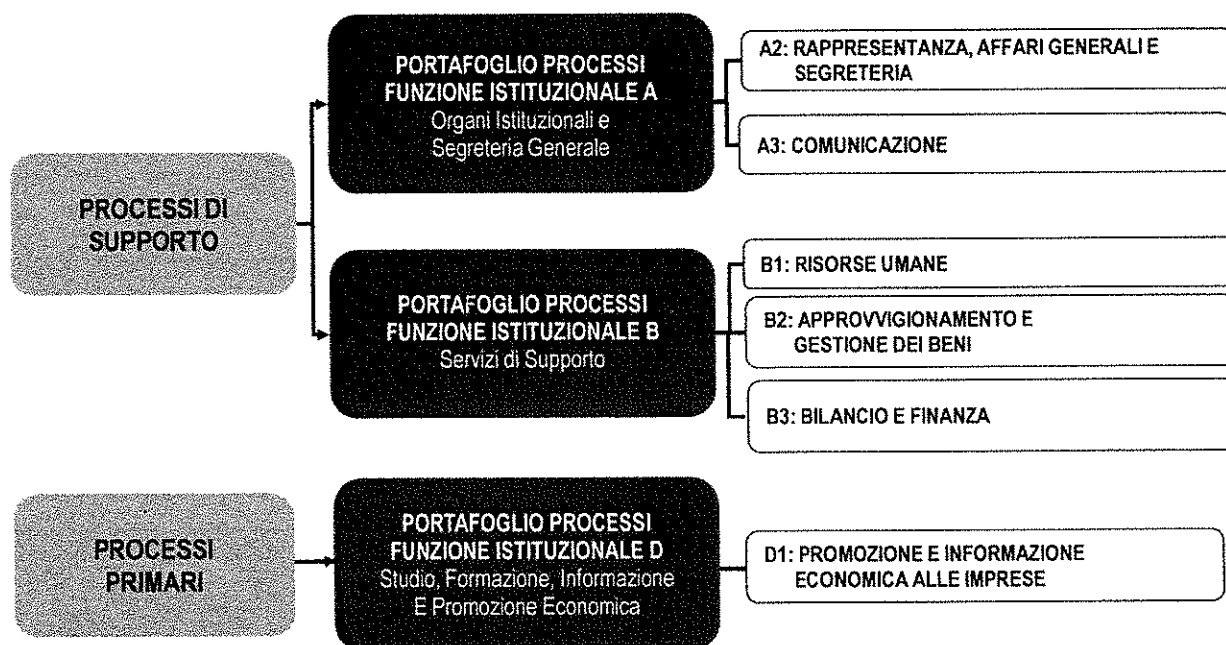 PROCESSI DI
SUPPORTO
PORTAFOGLIO PROCESSI
FUNZIONE ISTITUZIONALE A
Organi Istituzionali e
Segreteria Generale
A2: RAPPRESENTANZA, AFFARI GENERALI E
SEGRETERIA
A3: COMUNICAZIONE
PORTAFOGLIO PROCESSI
FUNZIONE ISTITUZIONALE B
Servizi di Supporto
B1: RISORSE UMANE
B2: APPROVVIGIONAMENTO E
GESTIONE DEI BENI
B3: BILANCIO E FINANZA
PROCESSI
PRIMARI
PORTAFOGLIO PROCESSI
FUNZIONE ISTITUZIONALE D
Studio, Formazione, Informazione
E Promozione Economica
D1: PROMOZIONE E INFORMAZIONE
ECONOMICA ALLE IMPRESE